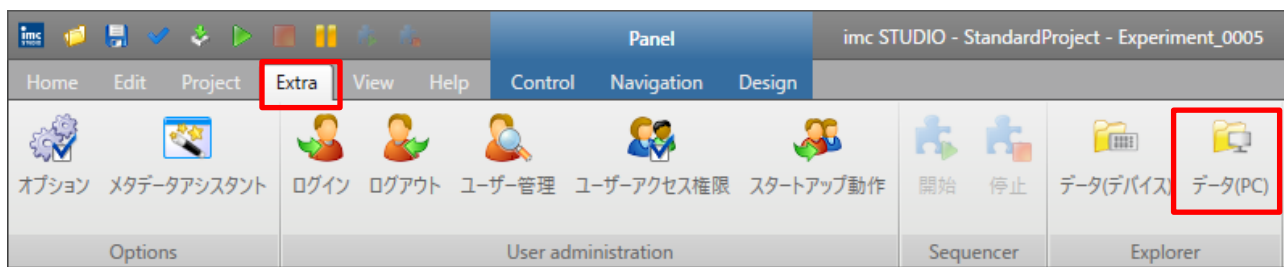 imc
STUDIO
Panel
imc STUDIO - StandardProject - Experiment_0005
Home Edit Project Extra View Help Control Navigation Design
オプション メタデータアシスタント ログイン ログアウト ユーザー管理 ユーザーアクセス権限 スタートアップ動作 開始 停止 データ(デバイス) データ(PC)
Options User administration Sequencer Explorer